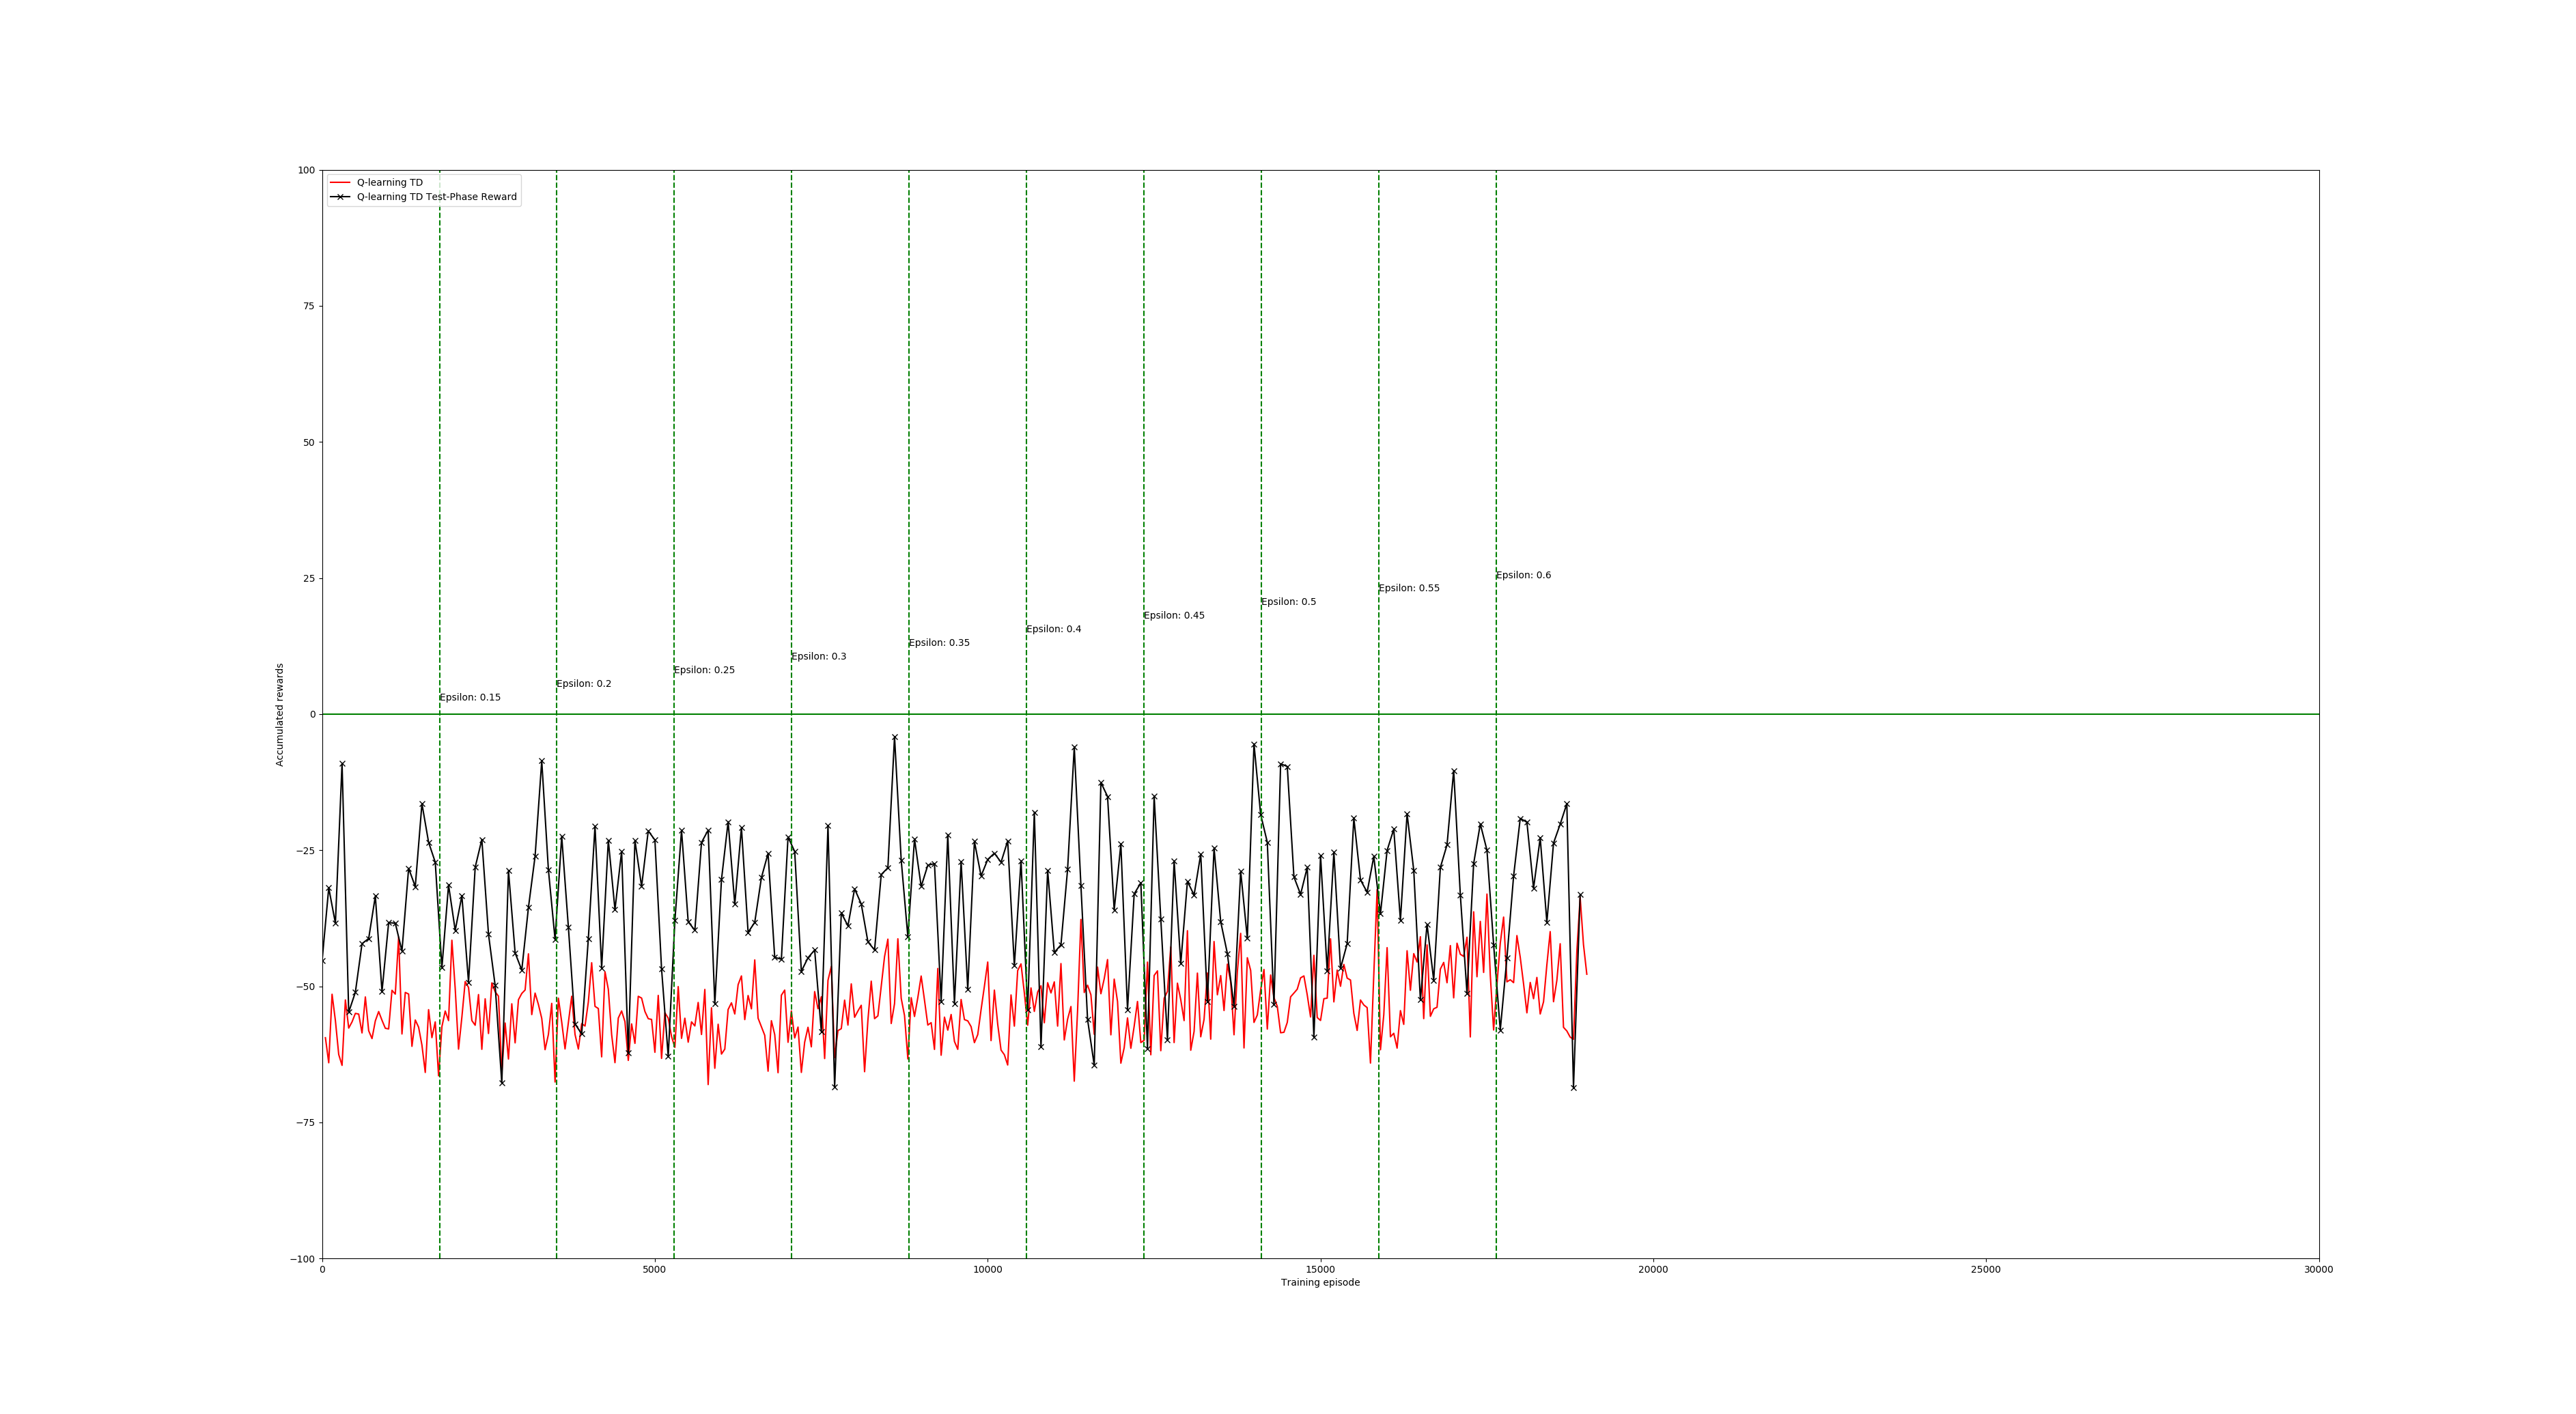 100
75
50
25
0
−25
−50
−75
−100
Accumulated rewards
Q-learning TD
Q-learning TD Test-Phase Reward
Epsilon: 0.15
Epsilon: 0.2
Epsilon: 0.25
Epsilon: 0.3
Epsilon: 0.35
Epsilon: 0.4
Epsilon: 0.45
Epsilon: 0.5
Epsilon: 0.55
Epsilon: 0.6
0 5000 10000 15000 20000 25000 30000
Training episode